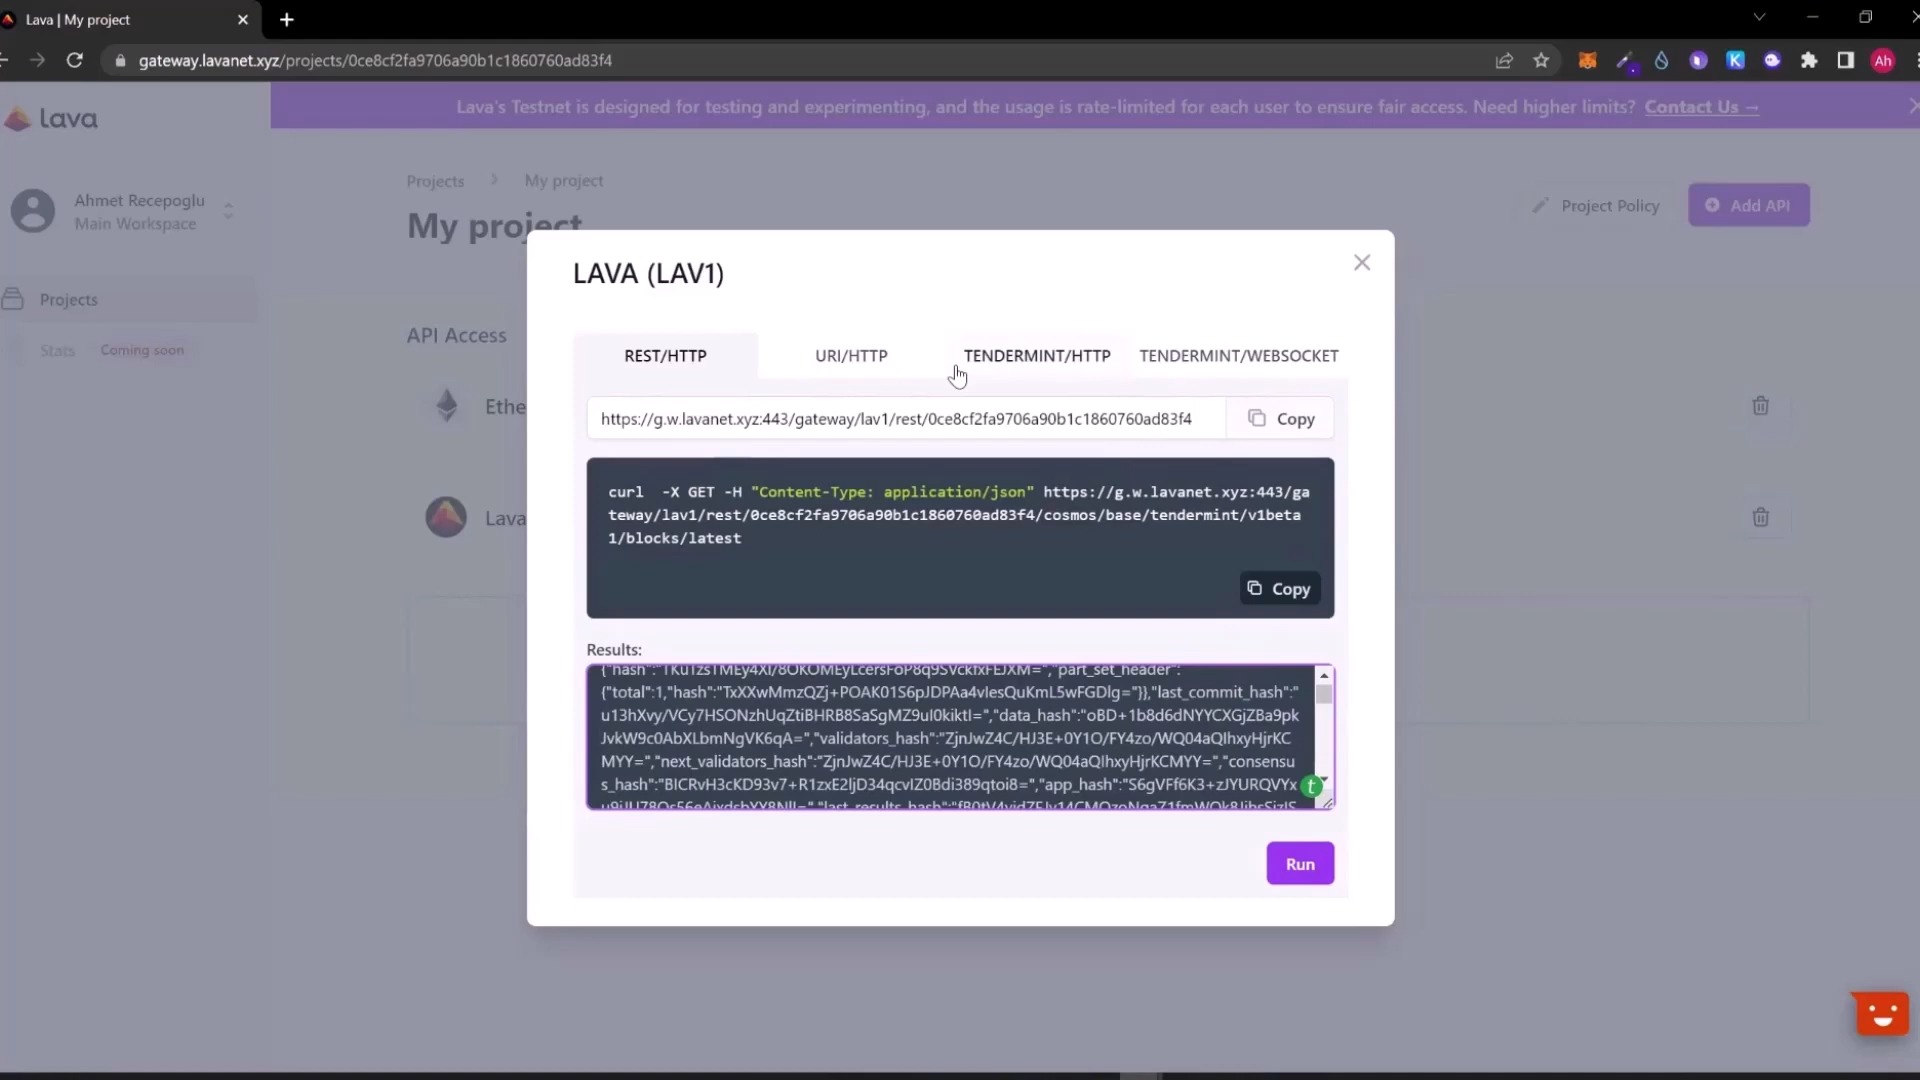 Lava | My project
gateway.lavanet.xyz/projects/0ce8cf2fa9706a90b1c1860760ad83f4
Ah
Lava's Testnet is designed for testing and experimenting, and the usage is rate-limited for each user to ensure fair access. Need higher limits? Contact Us →
Lava
Ahmet Recepoglu
Main Workspace
Projects
Stats Coming soon
Projects > My project
My project
Project Policy
Add API
API Access
Ethe
Lava
LAVA (LAV1)
REST/HTTP
URI/HTTP
TENDERMINT/HTTP
TENDERMINT/WEBSOCKET
https://g.w.lavanet.xyz:443/gateway/lav1/rest/0ce8cf2fa9706a90b1c1860760ad83f4
Copy
curl -X GET -H "Content-Type: application/json" https://g.w.lavanet.xyz:443/ga
teway/lav1/rest/0ce8cf2fa9706a90b1c1860760ad83f4/cosmos/base/tendermint/v1beta
1/blocks/latest
Copy
Results:
"part_set_header":
{"total":1,"hash":"TxXXwMmzQZj+POAK01S6pJDPAa4vlesQuKmL5wFGDlg="}},"last_commit_hash":"
u13hXvy/VCy7HSONzhUqZtiBHRB8SaSgMZ9uI0kiktI=","data_hash":"oBD+1b8d6dNYYCXGjZBa9pk
JvkW9c0AbXLbmNgVK6qA=","validators_hash":"ZjnJwZ4C/HJ3E+0Y1O/FY4zo/WQ04aQIhxyHjrKC
MYY=","next_validators_hash":"ZjnJwZ4C/HJ3E+0Y1O/FY4zo/WQ04aQIhxyHjrKCMYY=","consensu
s_hash":"BICRvH3cKD93v7+R1zxE2ljD34qcvIZ0Bdi389qtoi8=","app_hash":"S6gVFf6K3+zJYURQVYx
"last_results_hash":
Run